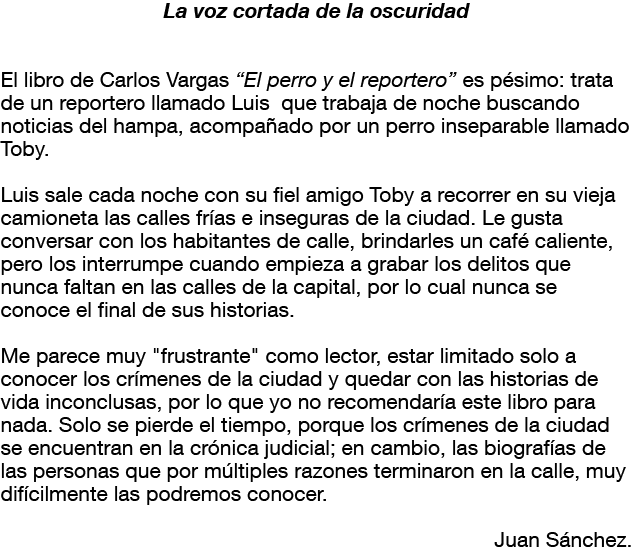 La voz cortada de la oscuridad
El libro de Carlos Vargas “El perro y el reportero” es pésimo: trata
de un reportero llamado Luis  que trabaja de noche buscando
noticias del hampa, acompañado por un perro inseparable llamado
Toby.
Luis sale cada noche con su fiel amigo Toby a recorrer en su vieja
camioneta las calles frías e inseguras de la ciudad. Le gusta
conversar con los habitantes de calle, brindarles un café caliente,
pero los interrumpe cuando empieza a grabar los delitos que
nunca faltan en las calles de la capital, por lo cual nunca se
conoce el final de sus historias.
Me parece muy "frustrante" como lector, estar limitado solo a
conocer los crímenes de la ciudad y quedar con las historias de
vida inconclusas, por lo que yo no recomendaría este libro para
nada. Solo se pierde el tiempo, porque los crímenes de la ciudad
se encuentran en la crónica judicial; en cambio, las biografías de
las personas que por múltiples razones terminaron en la calle, muy
difícilmente las podremos conocer.
Juan Sánchez.